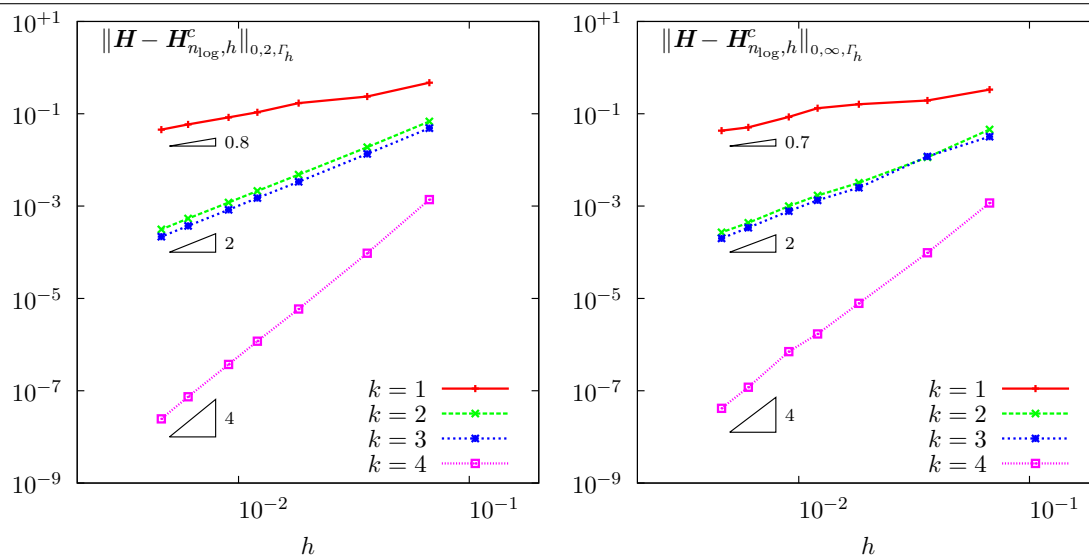 10^1
‖H − H^c_{n_log,h}‖_{0,2,Γ_h}
10^{-1}
0.8
10^{-3}
2
10^{-5}
10^{-7}
k = 1
k = 2
4
k = 3
k = 4
10^{-9}
10^{-2}
10^{-1}
h
10^1
‖H − H^c_{n_log,h}‖_{0,∞,Γ_h}
10^{-1}
0.7
10^{-3}
2
10^{-5}
10^{-7}
k = 1
k = 2
4
k = 3
k = 4
10^{-9}
10^{-2}
10^{-1}
h